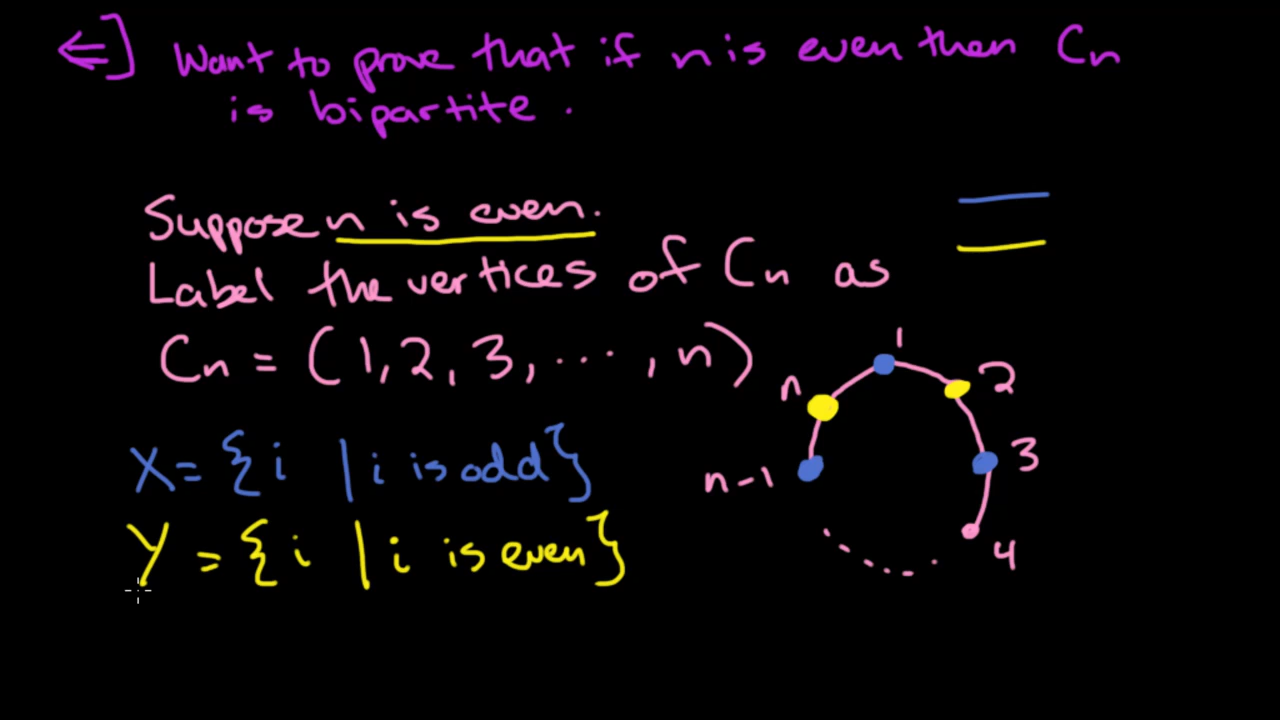 ⇐] Want to prove that if n is even then Cn
is bipartite.
Suppose n is even.
Label the vertices of Cn as
Cn = (1, 2, 3, ..., n)
X = {i | i is odd}
Y = {i | i is even}
1
2
3
4
n
n-1